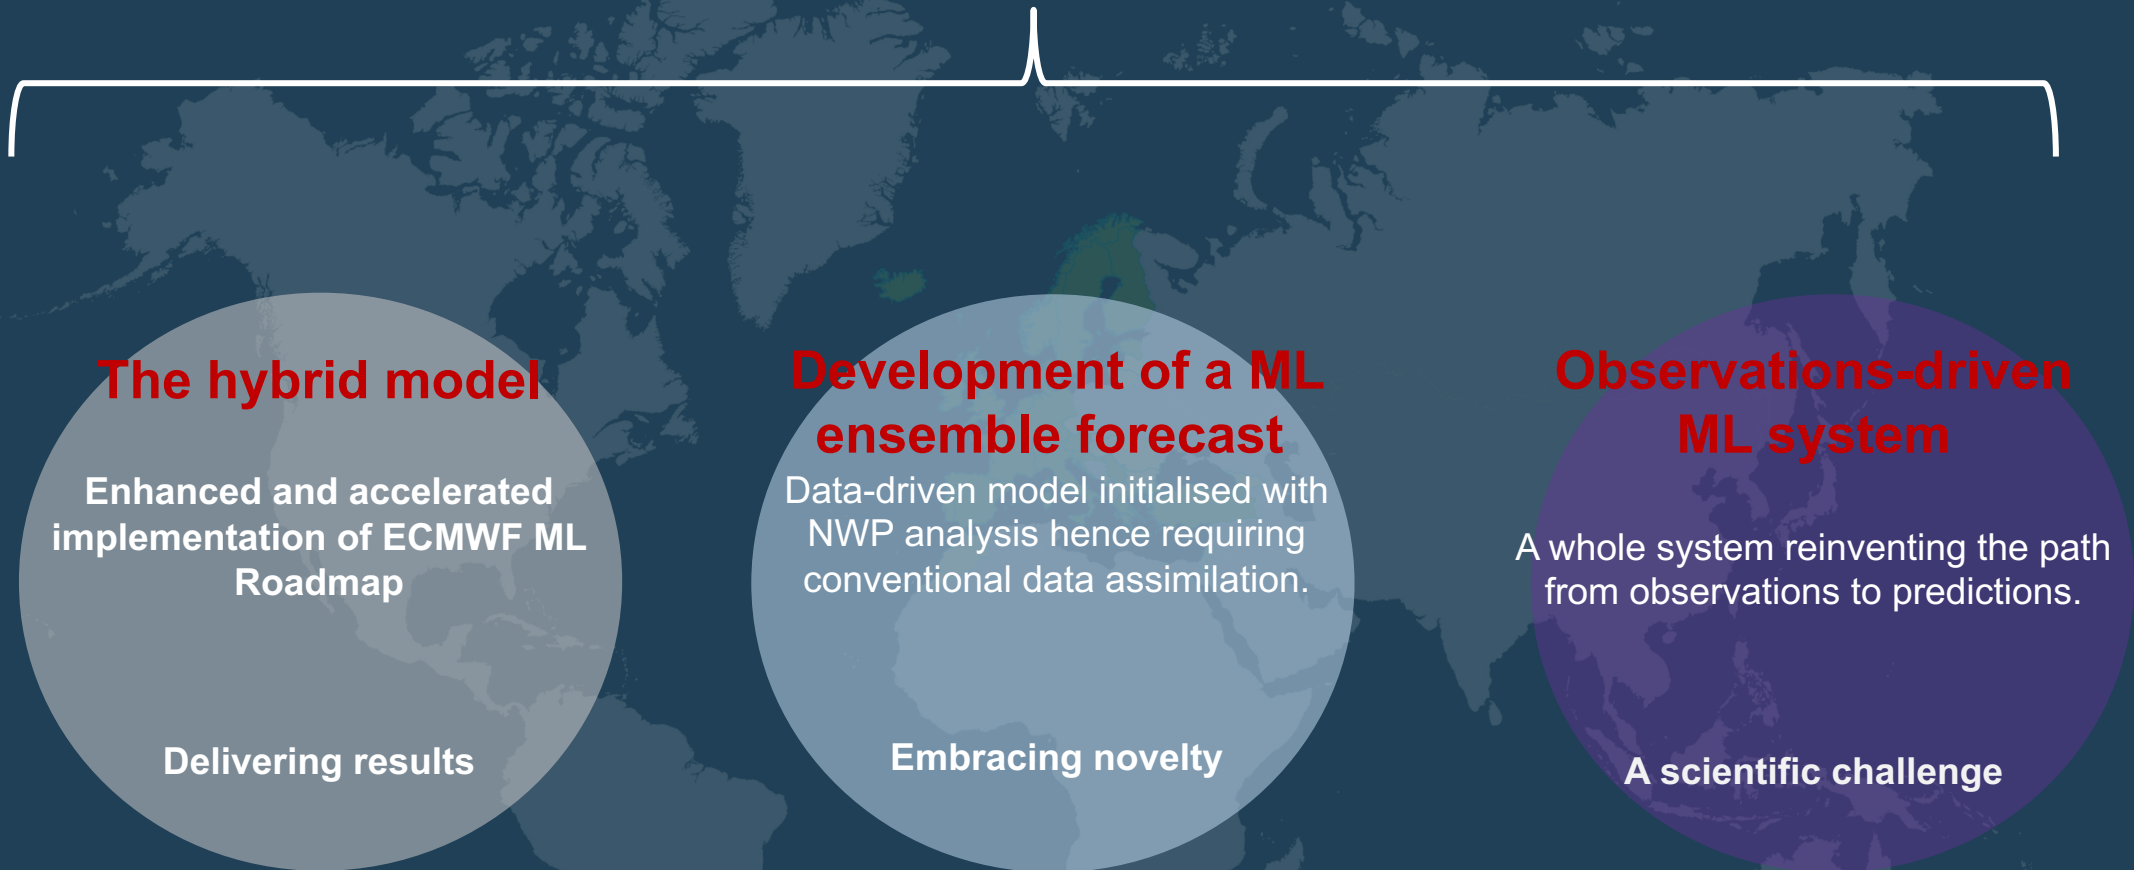 The hybrid model
Enhanced and accelerated
implementation of ECMWF ML
Roadmap
Delivering results
Development of a ML
ensemble forecast
Data-driven model initialised with
NWP analysis hence requiring
conventional data assimilation.
Embracing novelty
Observations-driven
ML system
A whole system reinventing the path
from observations to predictions.
A scientific challenge